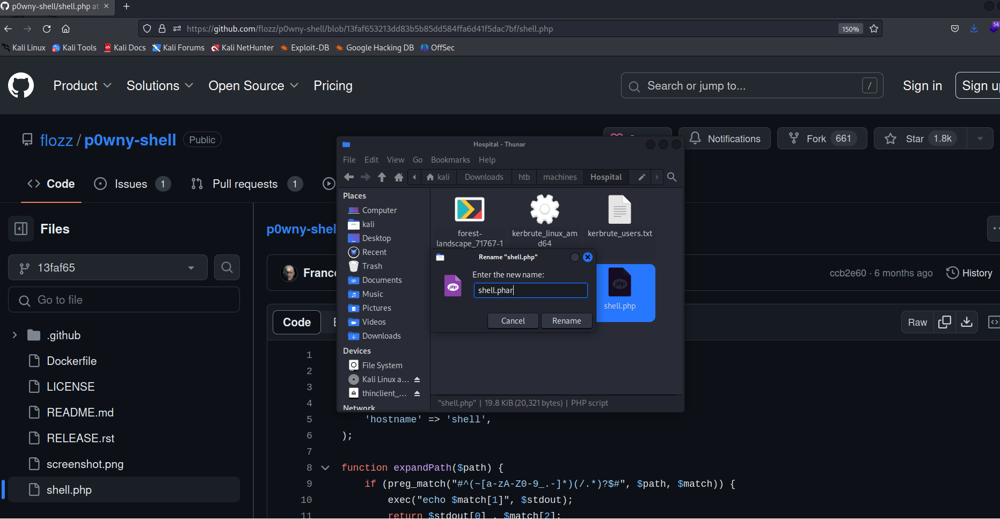 p0wny-shell/shell.php at
https://github.com/flozz/p0wny-shell/blob/13faf653213dd83b5b85dd584ffa6d41f5dac7bf/shell.php
150%
14
Kali Linux Kali Tools Kali Docs Kali Forums Kali NetHunter Exploit-DB Google Hacking DB OffSec
Product Solutions Open Source Pricing
Search or jump to...
/
Sign in
Sign u
flozz / p0wny-shell Public
Notifications
Fork 661
Star 1.8k
Code Issues 1 Pull requests 1
Files
13faf65
Go to file
.github
Dockerfile
LICENSE
README.md
RELEASE.rst
screenshot.png
shell.php
p0wny-shel
Franc
ccb2e60 · 6 months ago
History
Code
Raw
Hospital - Thunar
File Edit View Go Bookmarks Help
kali Downloads htb machines Hospital
Places
Computer
kali
Desktop
Recent
Trash
Documents
Music
Pictures
Videos
Downloads
Devices
File System
Kali Linux a...
thinclient_...
Network
forest-
landscape_71767-1
kerbrute_linux_am
d64
kerbrute_users.txt
shell.php
Rename "shell.php"
php
Enter the new name:
shell.phar
Cancel
Rename
"shell.php" | 19.8 KiB (20,321 bytes) | PHP script
1
2
3
4
5 'hostname' => 'shell',
6 );
7
8 function expandPath($path) {
9 if (preg_match("#^(~[a-zA-Z0-9_.-]*)(/.*)?$#", $path, $match)) {
10 exec("echo $match[1]", $stdout);
11 return $stdout[0] . $match[2];